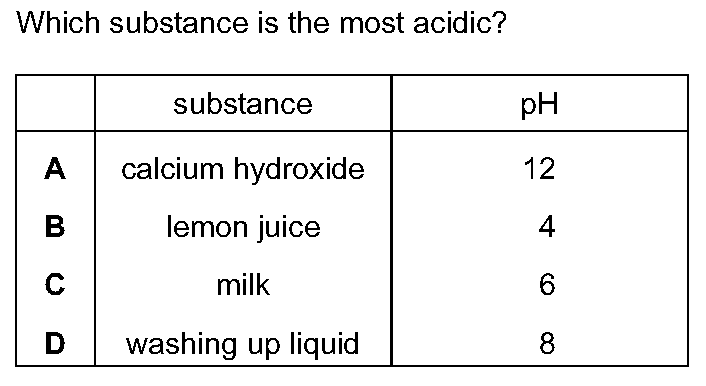 Which substance is the most acidic?
substance pH
A calcium hydroxide 12
B lemon juice 4
C milk 6
D washing up liquid 8